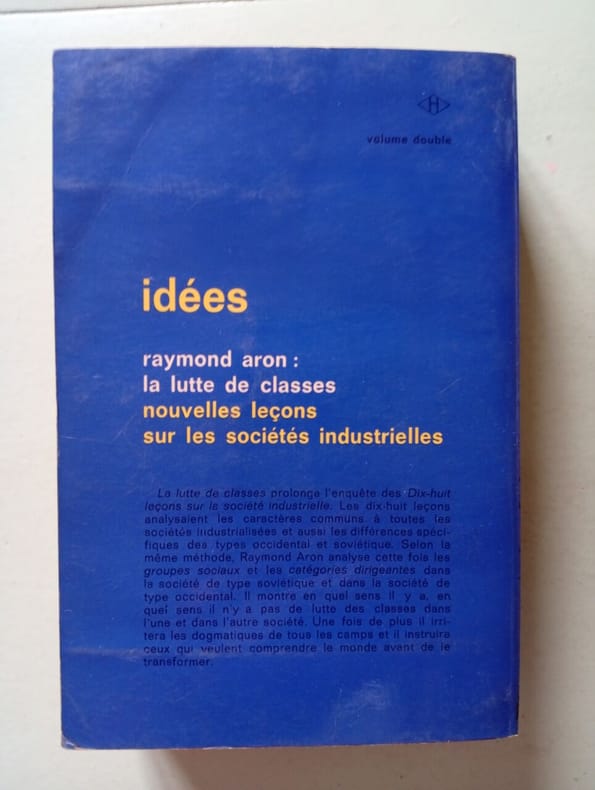 H
volume double
idées
raymond aron :
la lutte de classes
nouvelles leçons
sur les sociétés industrielles
La lutte de classes prolonge l'enquête des Dix-huit
leçons sur la société industrielle. Les dix-huit leçons
analysaient les caractères communs à toutes les
sociétés industrialisées et aussi les différences spéci-
fiques des types occidental et soviétique. Selon la
même méthode, Raymond Aron analyse cette fois les
groupes sociaux et les catégories dirigeantes dans
la société de type soviétique et dans la société de
type occidental. Il montre en quel sens il y a, en
quel sens il n'y a pas de lutte des classes dans
l'une et dans l'autre société. Une fois de plus il irri-
tera les dogmatiques de tous les camps et il instruira
ceux qui veulent comprendre le monde avant de le
transformer.